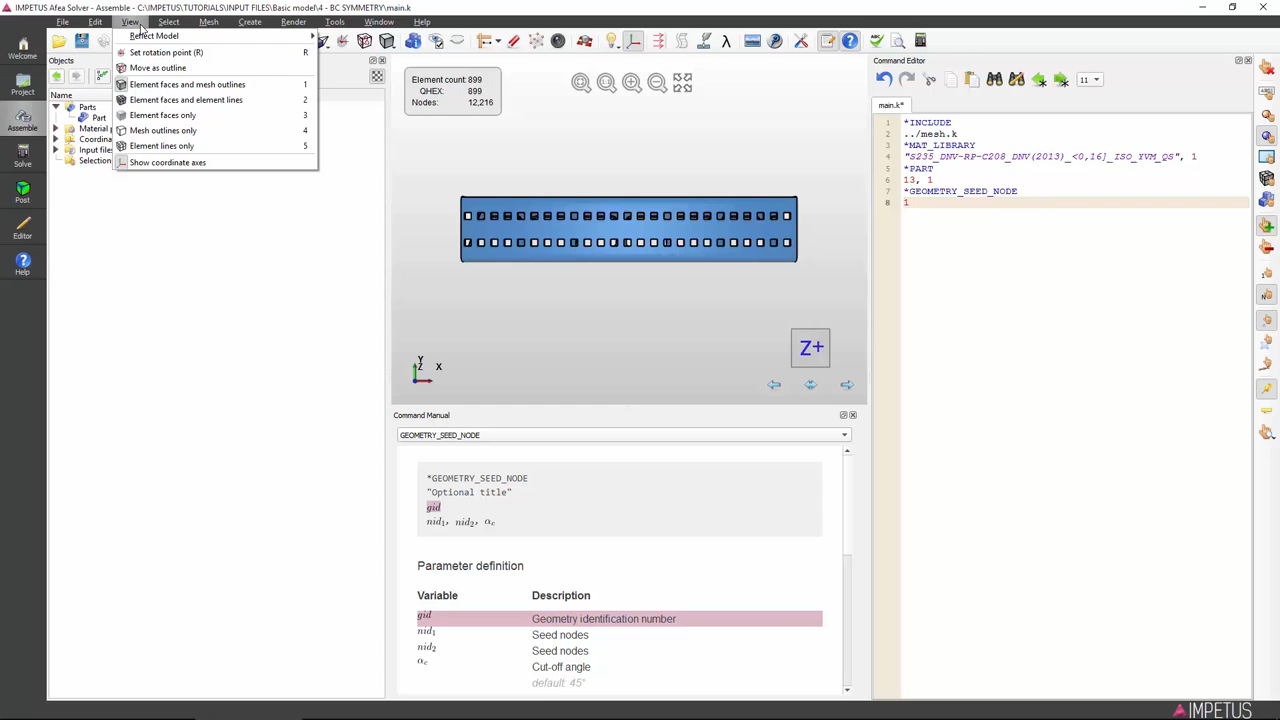 IMPETUS Afea Solver - Assemble - C:\IMPETUS\TUTORIALS\INPUT FILES\Basic model\4 - BC SYMMETRY\main.k
File Edit View Select Mesh Create Render Tools Window Help
Reflect Model
Set rotation point (R) R
Move as outline
Element faces and mesh outlines 1
Element faces and element lines 2
Element faces only 3
Mesh outlines only 4
Element lines only 5
Show coordinate axes
Welcome
Project
Assemble
Solve
Post
Editor
Help
Objects
Name
Parts
Part
Material p
Coordina
Input files
Selection
Element count: 899
QHEX: 899
Nodes: 12,216
Z+
Y
Z X
Command Manual
GEOMETRY_SEED_NODE
*GEOMETRY_SEED_NODE
"Optional title"
gid
nid1, nid2, αc
Parameter definition
Variable Description
gid Geometry identification number
nid1 Seed nodes
nid2 Seed nodes
αc Cut-off angle
default: 45°
Command Editor
11
main.k*
1 *INCLUDE
2 ../mesh.k
3 *MAT_LIBRARY
4 "S235_DNV-RP-C208_DNV(2013)_<0,16]_ISO_YVM_QS", 1
5 *PART
6 13, 1
7 *GEOMETRY_SEED_NODE
8 1
IMPETUS